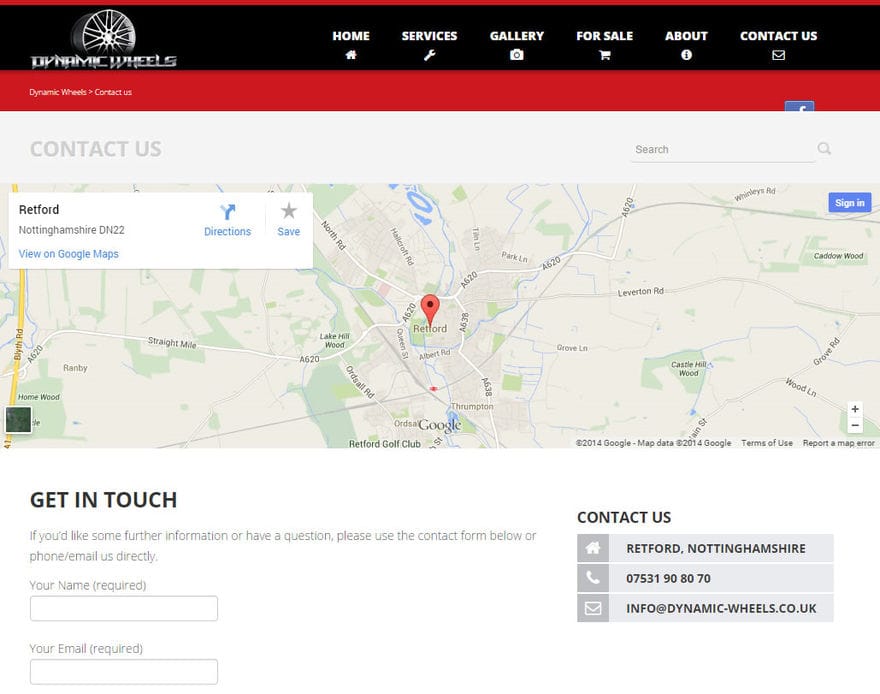 DYNAMIC WHEELS
HOME
SERVICES
GALLERY
FOR SALE
ABOUT
CONTACT US
Dynamic Wheels > Contact us
f
CONTACT US
Search
Retford
Nottinghamshire DN22
View on Google Maps
Directions
Save
Sign in
Whinleys Rd
A620
North Rd
Hallcroft Rd
Tiln Ln
Park Ln
A620
Caddow Wood
A620
Leverton Rd
A620
Retford
A638
Blyth Rd
A620
Straight Mile
Lake Hill
Wood
Queen St
Albert Rd
Grove Ln
Grove Rd
A620
Ranby
Ordsall Rd
A638
Castle Hill
Wood
Wood Ln
Home Wood
Thrumpton
Ordsal
Google
ain St
Retford Golf Club
St
A1
+
−
©2014 Google - Map data ©2014 Google
Terms of Use
Report a map error
GET IN TOUCH
If you'd like some further information or have a question, please use the contact form below or
phone/email us directly.
Your Name (required)
Your Email (required)
CONTACT US
RETFORD, NOTTINGHAMSHIRE
07531 90 80 70
INFO@DYNAMIC-WHEELS.CO.UK